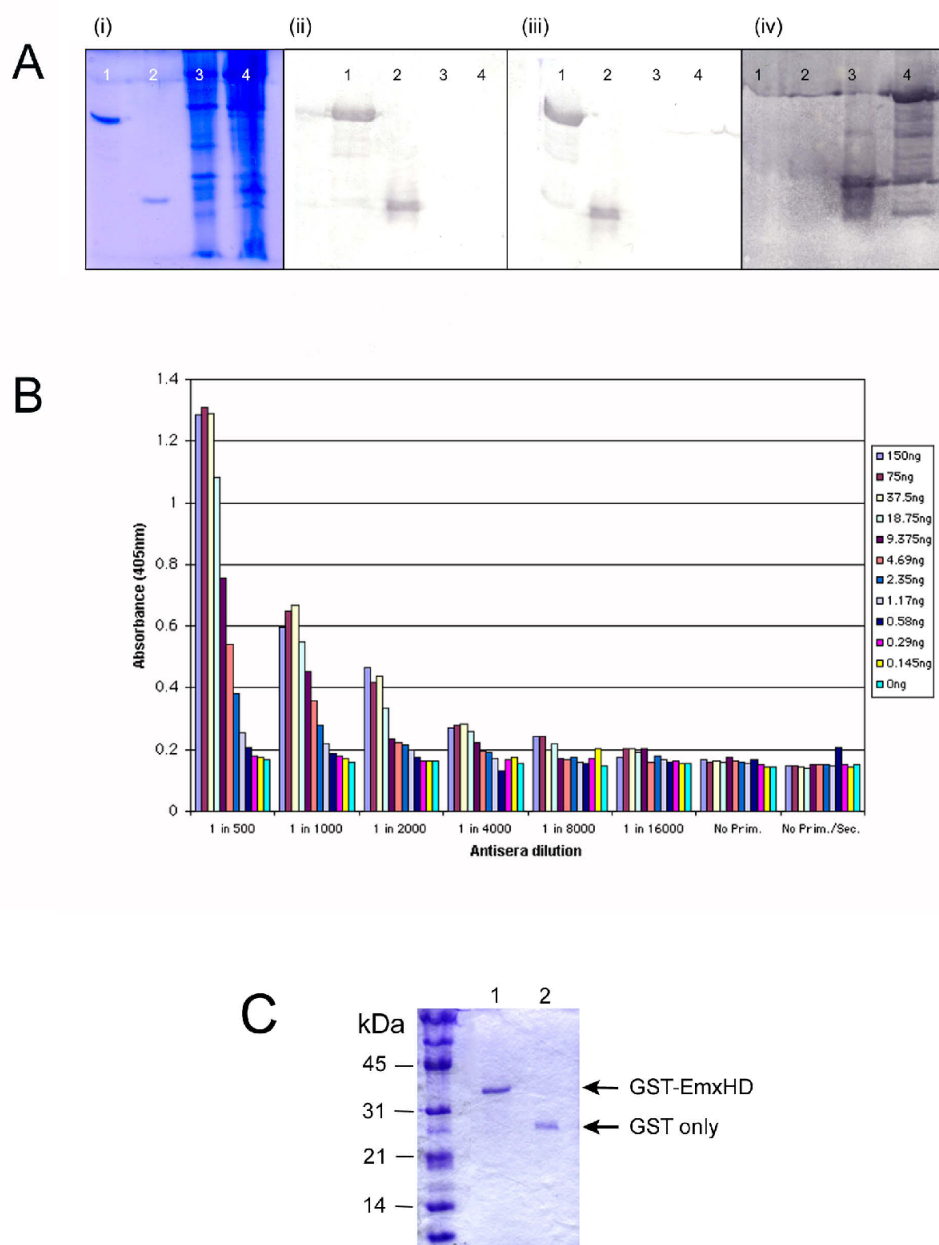 (i) (ii) (iii) (iv)
A
1 2 3 4
1 2 3 4
1 2 3 4
1 2 3 4
B
1.4
1.2
1
0.8
0.6
0.4
0.2
0
Absorbance (405nm)
1 in 500 1 in 1000 1 in 2000 1 in 4000 1 in 8000 1 in 16000 No Prim. No Prim./Sec.
Antisera dilution
150ng
75ng
37.5ng
18.75ng
9.375ng
4.69ng
2.35ng
1.17ng
0.58ng
0.29ng
0.145ng
0ng
C
1 2
kDa
45
GST-EmxHD
31
GST only
21
14